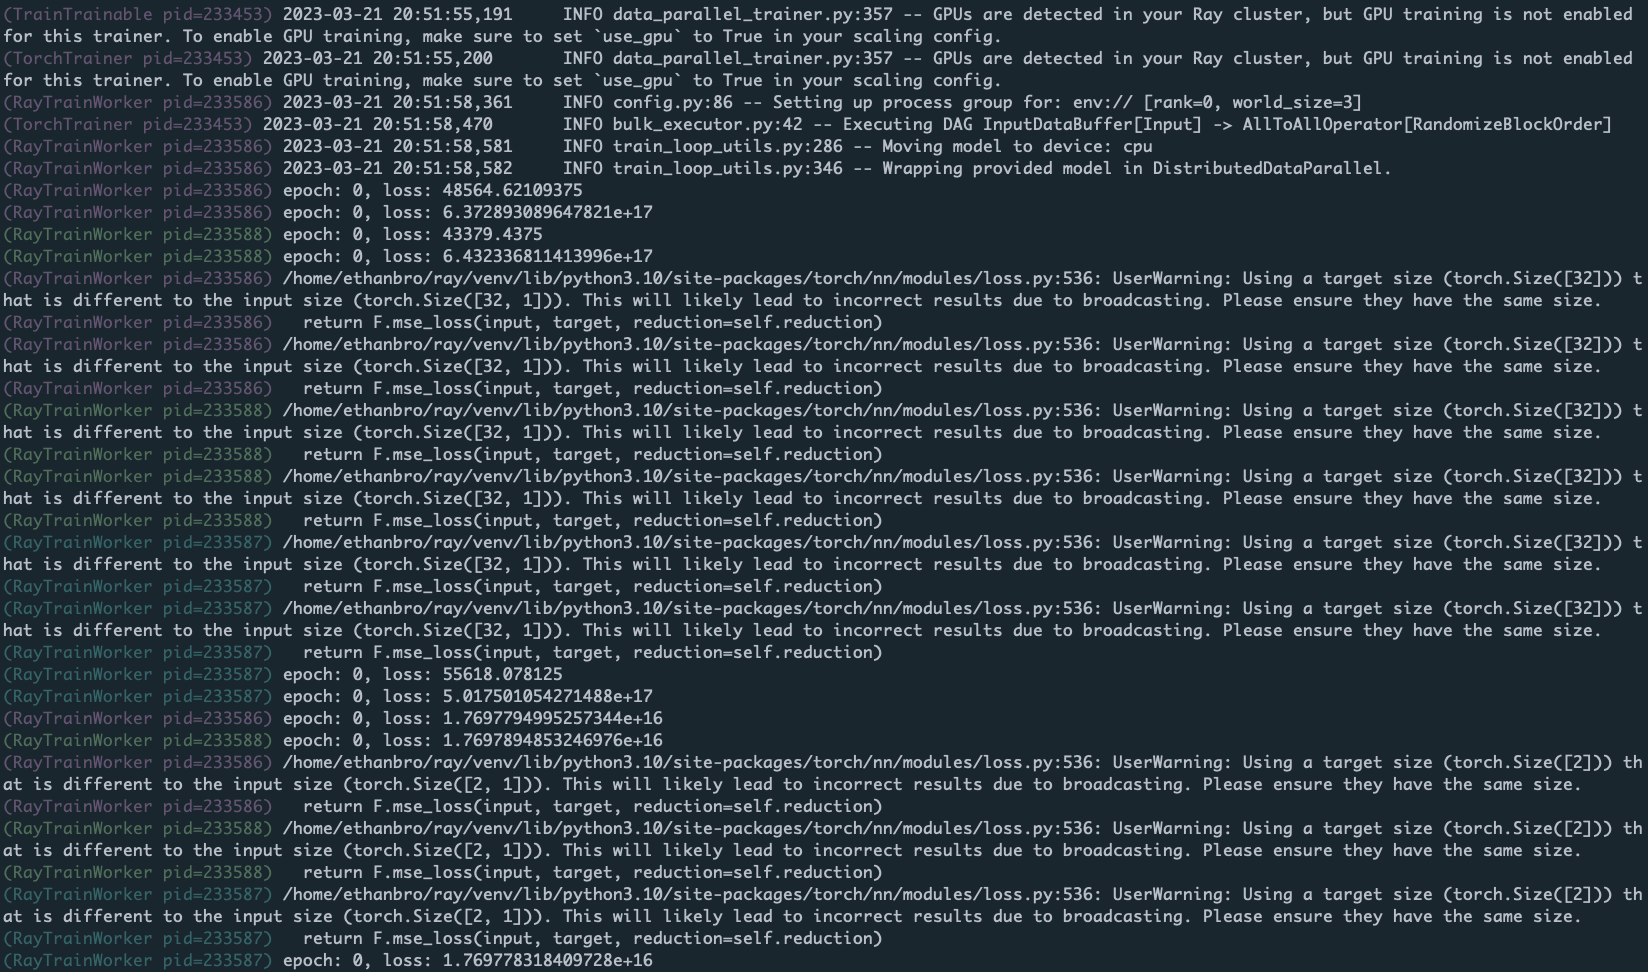 (TrainTrainable pid=233453) 2023-03-21 20:51:55,191     INFO data_parallel_trainer.py:357 -- GPUs are detected in your Ray cluster, but GPU training is not enabled
for this trainer. To enable GPU training, make sure to set `use_gpu` to True in your scaling config.
(TorchTrainer pid=233453) 2023-03-21 20:51:55,200       INFO data_parallel_trainer.py:357 -- GPUs are detected in your Ray cluster, but GPU training is not enabled
for this trainer. To enable GPU training, make sure to set `use_gpu` to True in your scaling config.
(RayTrainWorker pid=233586) 2023-03-21 20:51:58,361     INFO config.py:86 -- Setting up process group for: env:// [rank=0, world_size=3]
(TorchTrainer pid=233453) 2023-03-21 20:51:58,470       INFO bulk_executor.py:42 -- Executing DAG InputDataBuffer[Input] -> AllToAllOperator[RandomizeBlockOrder]
(RayTrainWorker pid=233586) 2023-03-21 20:51:58,581     INFO train_loop_utils.py:286 -- Moving model to device: cpu
(RayTrainWorker pid=233586) 2023-03-21 20:51:58,582     INFO train_loop_utils.py:346 -- Wrapping provided model in DistributedDataParallel.
(RayTrainWorker pid=233586) epoch: 0, loss: 48564.62109375
(RayTrainWorker pid=233586) epoch: 0, loss: 6.372893089647821e+17
(RayTrainWorker pid=233588) epoch: 0, loss: 43379.4375
(RayTrainWorker pid=233588) epoch: 0, loss: 6.432336811413996e+17
(RayTrainWorker pid=233586) /home/ethanbro/ray/venv/lib/python3.10/site-packages/torch/nn/modules/loss.py:536: UserWarning: Using a target size (torch.Size([32])) t
hat is different to the input size (torch.Size([32, 1])). This will likely lead to incorrect results due to broadcasting. Please ensure they have the same size.
(RayTrainWorker pid=233586)   return F.mse_loss(input, target, reduction=self.reduction)
(RayTrainWorker pid=233586) /home/ethanbro/ray/venv/lib/python3.10/site-packages/torch/nn/modules/loss.py:536: UserWarning: Using a target size (torch.Size([32])) t
hat is different to the input size (torch.Size([32, 1])). This will likely lead to incorrect results due to broadcasting. Please ensure they have the same size.
(RayTrainWorker pid=233586)   return F.mse_loss(input, target, reduction=self.reduction)
(RayTrainWorker pid=233588) /home/ethanbro/ray/venv/lib/python3.10/site-packages/torch/nn/modules/loss.py:536: UserWarning: Using a target size (torch.Size([32])) t
hat is different to the input size (torch.Size([32, 1])). This will likely lead to incorrect results due to broadcasting. Please ensure they have the same size.
(RayTrainWorker pid=233588)   return F.mse_loss(input, target, reduction=self.reduction)
(RayTrainWorker pid=233588) /home/ethanbro/ray/venv/lib/python3.10/site-packages/torch/nn/modules/loss.py:536: UserWarning: Using a target size (torch.Size([32])) t
hat is different to the input size (torch.Size([32, 1])). This will likely lead to incorrect results due to broadcasting. Please ensure they have the same size.
(RayTrainWorker pid=233588)   return F.mse_loss(input, target, reduction=self.reduction)
(RayTrainWorker pid=233587) /home/ethanbro/ray/venv/lib/python3.10/site-packages/torch/nn/modules/loss.py:536: UserWarning: Using a target size (torch.Size([32])) t
hat is different to the input size (torch.Size([32, 1])). This will likely lead to incorrect results due to broadcasting. Please ensure they have the same size.
(RayTrainWorker pid=233587)   return F.mse_loss(input, target, reduction=self.reduction)
(RayTrainWorker pid=233587) /home/ethanbro/ray/venv/lib/python3.10/site-packages/torch/nn/modules/loss.py:536: UserWarning: Using a target size (torch.Size([32])) t
hat is different to the input size (torch.Size([32, 1])). This will likely lead to incorrect results due to broadcasting. Please ensure they have the same size.
(RayTrainWorker pid=233587)   return F.mse_loss(input, target, reduction=self.reduction)
(RayTrainWorker pid=233587) epoch: 0, loss: 55618.078125
(RayTrainWorker pid=233587) epoch: 0, loss: 5.017501054271488e+17
(RayTrainWorker pid=233586) epoch: 0, loss: 1.7697794995257344e+16
(RayTrainWorker pid=233588) epoch: 0, loss: 1.7697894853246976e+16
(RayTrainWorker pid=233586) /home/ethanbro/ray/venv/lib/python3.10/site-packages/torch/nn/modules/loss.py:536: UserWarning: Using a target size (torch.Size([2])) th
at is different to the input size (torch.Size([2, 1])). This will likely lead to incorrect results due to broadcasting. Please ensure they have the same size.
(RayTrainWorker pid=233586)   return F.mse_loss(input, target, reduction=self.reduction)
(RayTrainWorker pid=233588) /home/ethanbro/ray/venv/lib/python3.10/site-packages/torch/nn/modules/loss.py:536: UserWarning: Using a target size (torch.Size([2])) th
at is different to the input size (torch.Size([2, 1])). This will likely lead to incorrect results due to broadcasting. Please ensure they have the same size.
(RayTrainWorker pid=233588)   return F.mse_loss(input, target, reduction=self.reduction)
(RayTrainWorker pid=233587) /home/ethanbro/ray/venv/lib/python3.10/site-packages/torch/nn/modules/loss.py:536: UserWarning: Using a target size (torch.Size([2])) th
at is different to the input size (torch.Size([2, 1])). This will likely lead to incorrect results due to broadcasting. Please ensure they have the same size.
(RayTrainWorker pid=233587)   return F.mse_loss(input, target, reduction=self.reduction)
(RayTrainWorker pid=233587) epoch: 0, loss: 1.769778318409728e+16